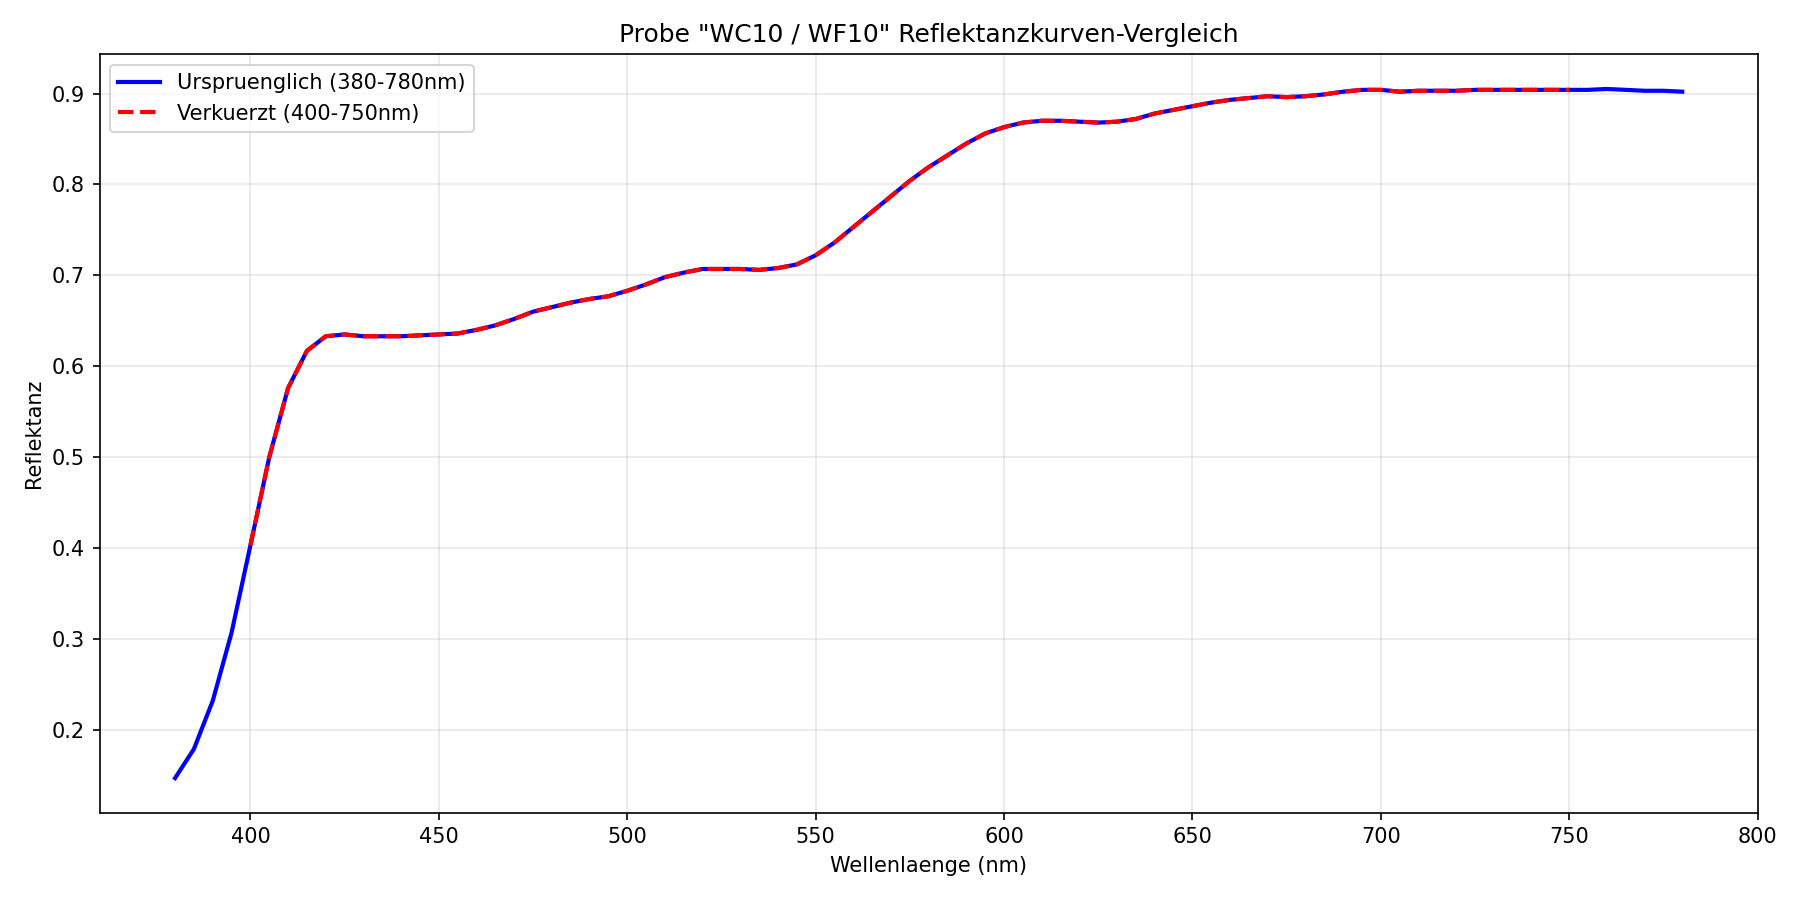 Probe "WC10 / WF10" Reflektanzkurven-Vergleich
Urspruenglich (380-780nm)
Verkuerzt (400-750nm)
0.9
0.8
0.7
0.6
0.5
0.4
0.3
0.2
Reflektanz
400 450 500 550 600 650 700 750 800
Wellenlaenge (nm)